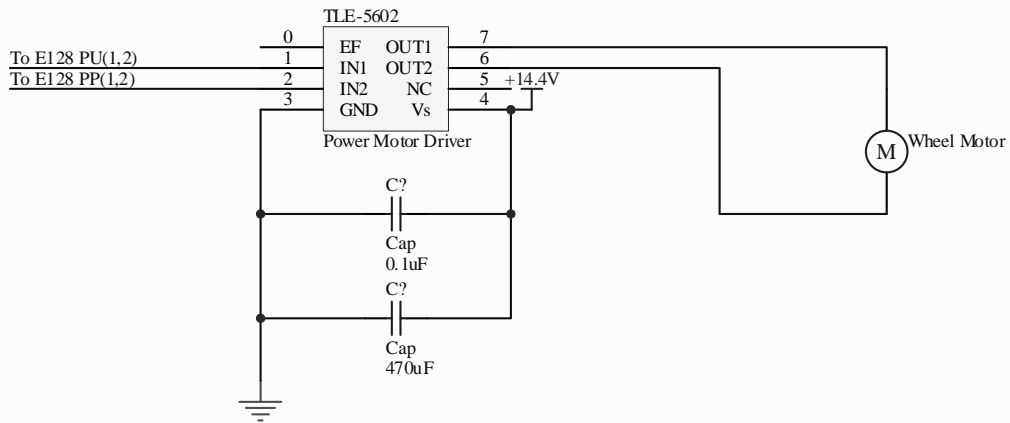 TLE-5602
0 EF OUT1 7
To E128 PU(1,2) 1 IN1 OUT2 6
To E128 PP(1,2) 2 IN2 NC 5 +14.4V
3 GND Vs 4
Power Motor Driver
M Wheel Motor
C?
Cap
0.1uF
C?
Cap
470uF